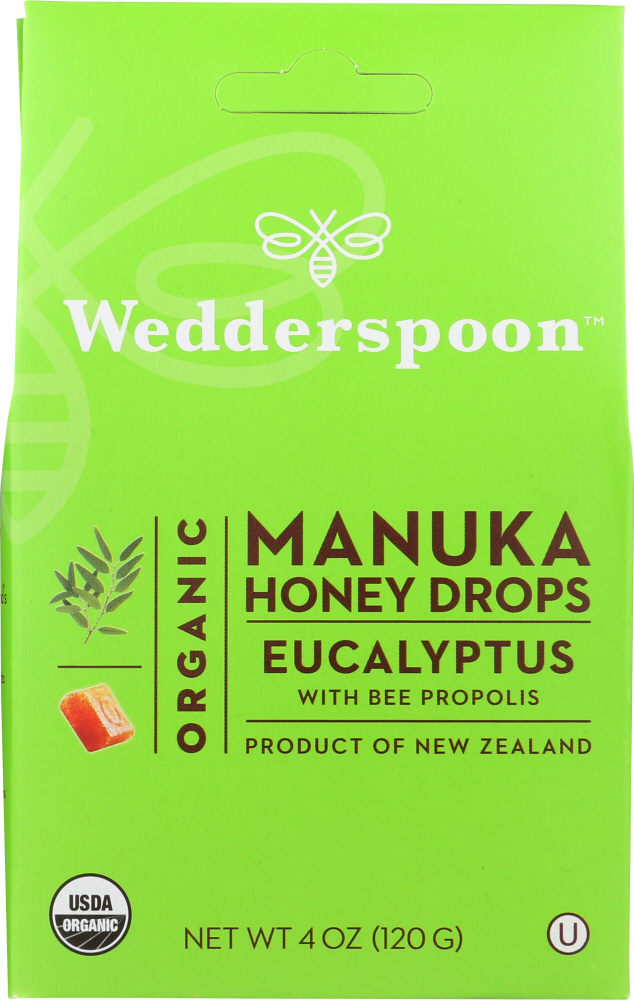 Wedderspoon™
ORGANIC
MANUKA
HONEY DROPS
EUCALYPTUS
WITH BEE PROPOLIS
PRODUCT OF NEW ZEALAND
USDA
ORGANIC
NET WT 4 OZ (120 G)
U